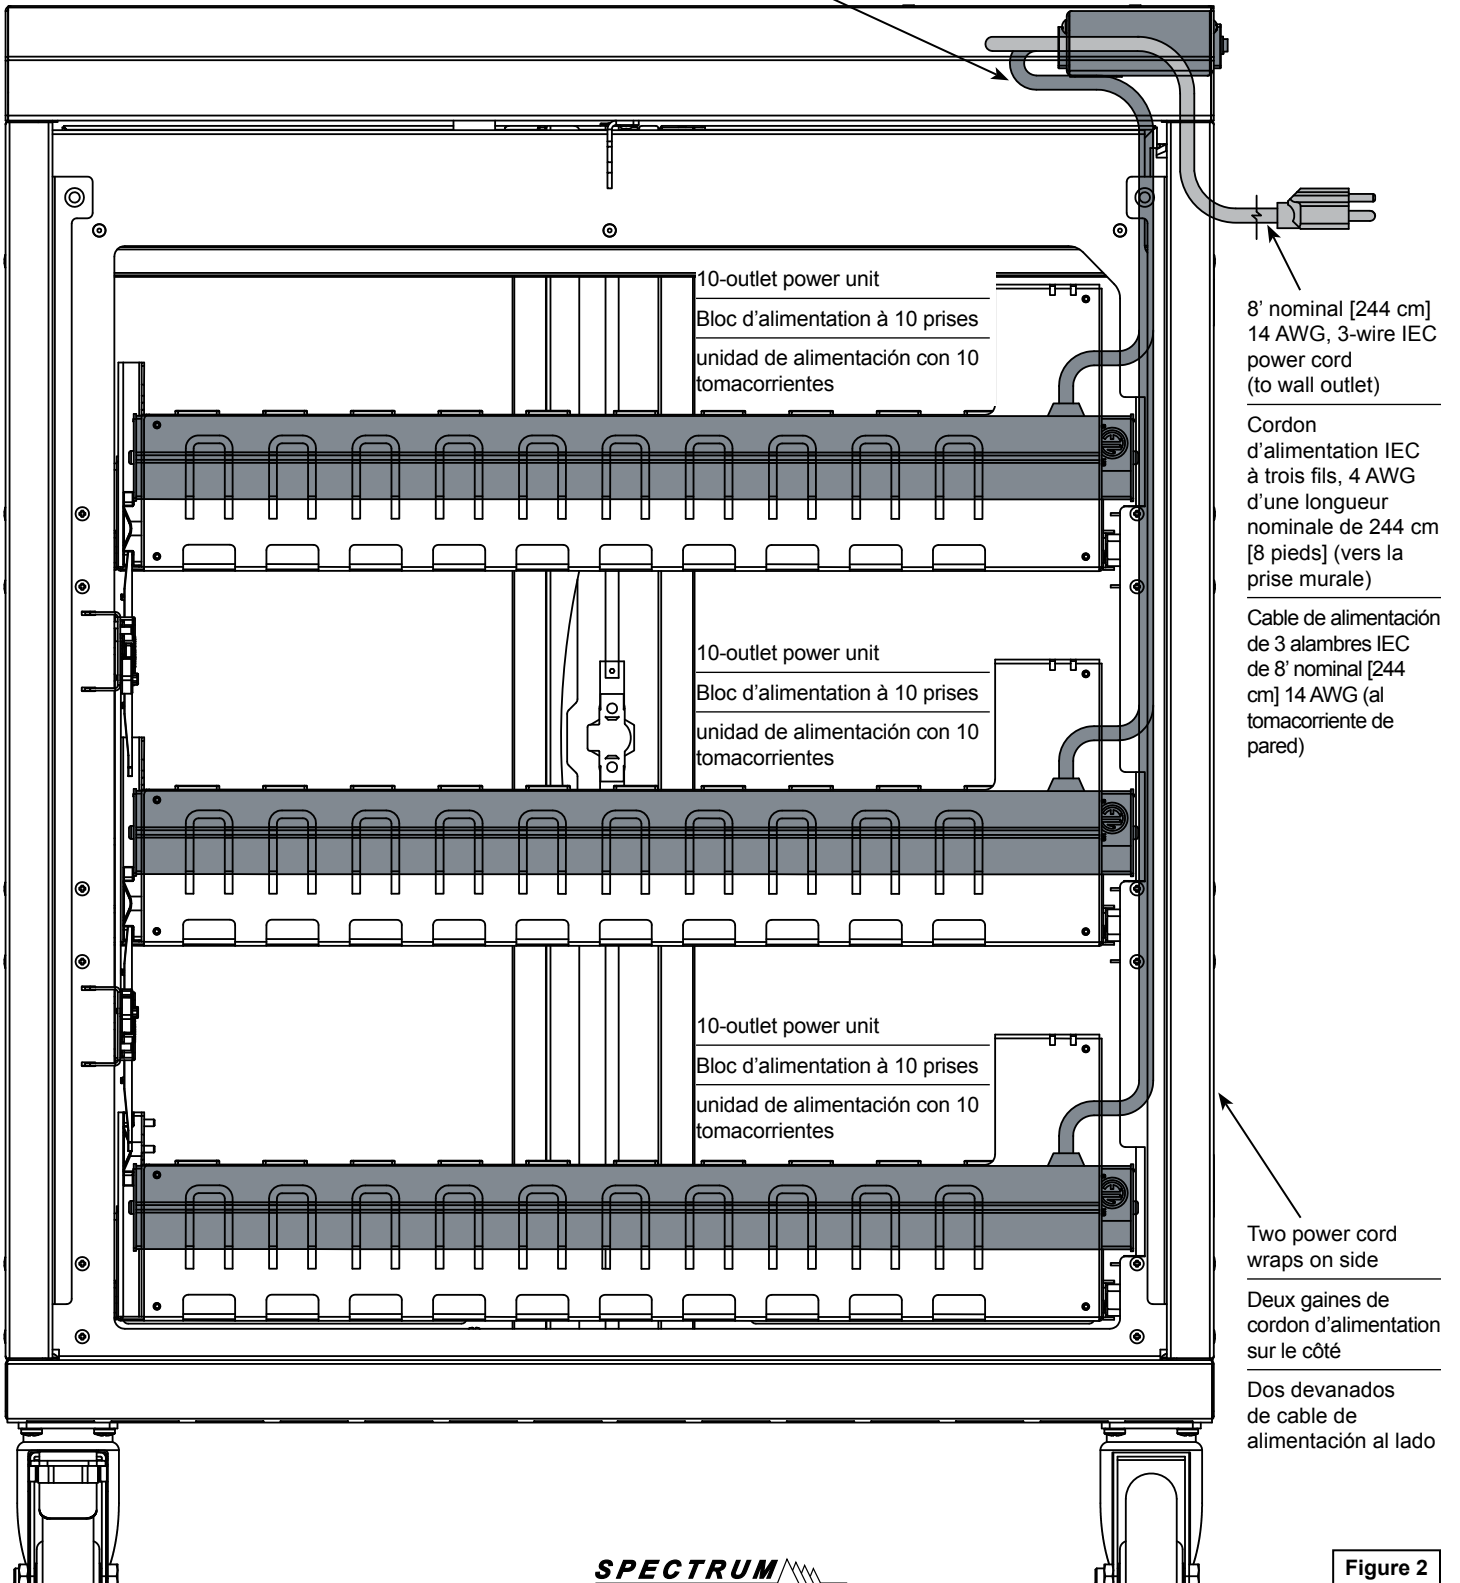 10-outlet power unit
Bloc d’alimentation à 10 prises
unidad de alimentación con 10
tomacorrientes
8’ nominal [244 cm]
14 AWG, 3-wire IEC
power cord
(to wall outlet)
Cordon
d’alimentation IEC
à trois fils, 4 AWG
d’une longueur
nominale de 244 cm
[8 pieds] (vers la
prise murale)
Cable de alimentación
de 3 alambres IEC
de 8’ nominal [244
cm] 14 AWG (al
tomacorriente de
pared)
10-outlet power unit
Bloc d’alimentation à 10 prises
unidad de alimentación con 10
tomacorrientes
10-outlet power unit
Bloc d’alimentation à 10 prises
unidad de alimentación con 10
tomacorrientes
Two power cord
wraps on side
Deux gaines de
cordon d’alimentation
sur le côté
Dos devanados
de cable de
alimentación al lado
SPECTRUM
Figure 2